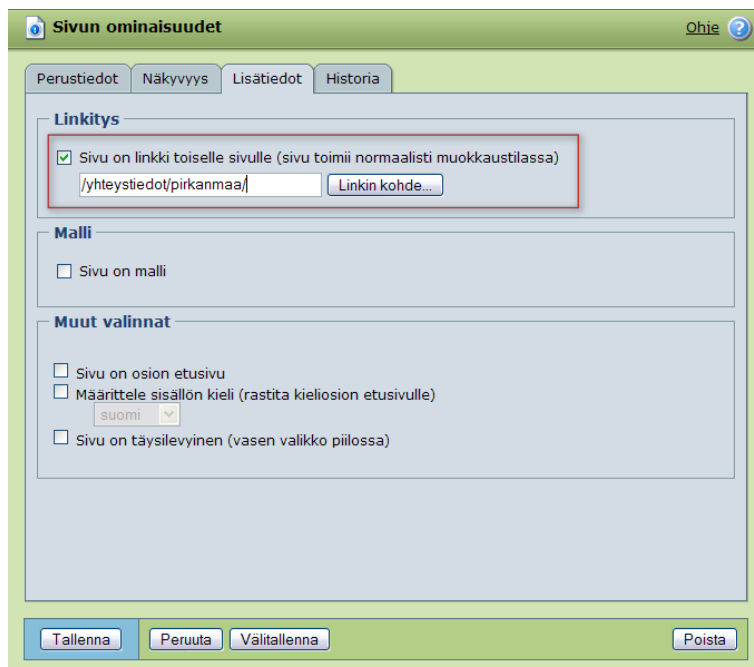 Sivun ominaisuudet
Ohje
Perustiedot Näkyvyys Lisätiedot Historia
Linkitys
Sivu on linkki toiselle sivulle (sivu toimii normaalisti muokkaustilassa)
/yhteystiedot/pirkanmaa/ Linkin kohde...
Malli
Sivu on malli
Muut valinnat
Sivu on osion etusivu
Määrittele sisällön kieli (rastita kieliosion etusivulle)
suomi
Sivu on täysilevyinen (vasen valikko piilossa)
Tallenna Peruuta Välitallenna Poista